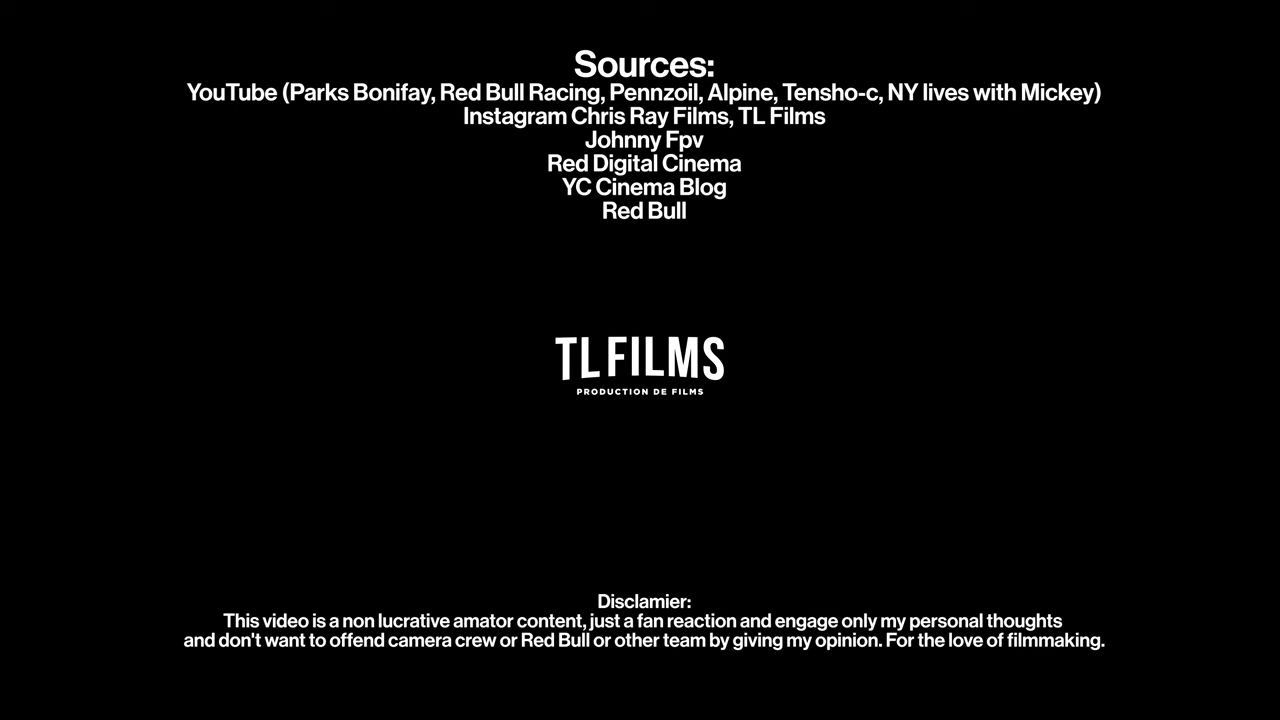 Sources:
YouTube (Parks Bonifay, Red Bull Racing, Pennzoil, Alpine, Tensho-c, NY lives with Mickey)
Instagram Chris Ray Films, TL Films
Johnny Fpv
Red Digital Cinema
YC Cinema Blog
Red Bull
TL FILMS
PRODUCTION DE FILMS
Disclamier:
This video is a non lucrative amator content, just a fan reaction and engage only my personal thoughts
and don't want to offend camera crew or Red Bull or other team by giving my opinion. For the love of filmmaking.